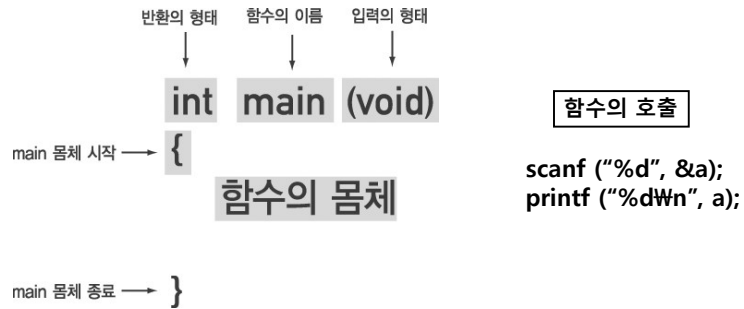 반환의 형태 함수의 이름 입력의 형태
int main (void)
main 몸체 시작 {
함수의 몸체
main 몸체 종료 }
함수의 호출
scanf (“%d”, &a);
printf (“%d₩n”, a);